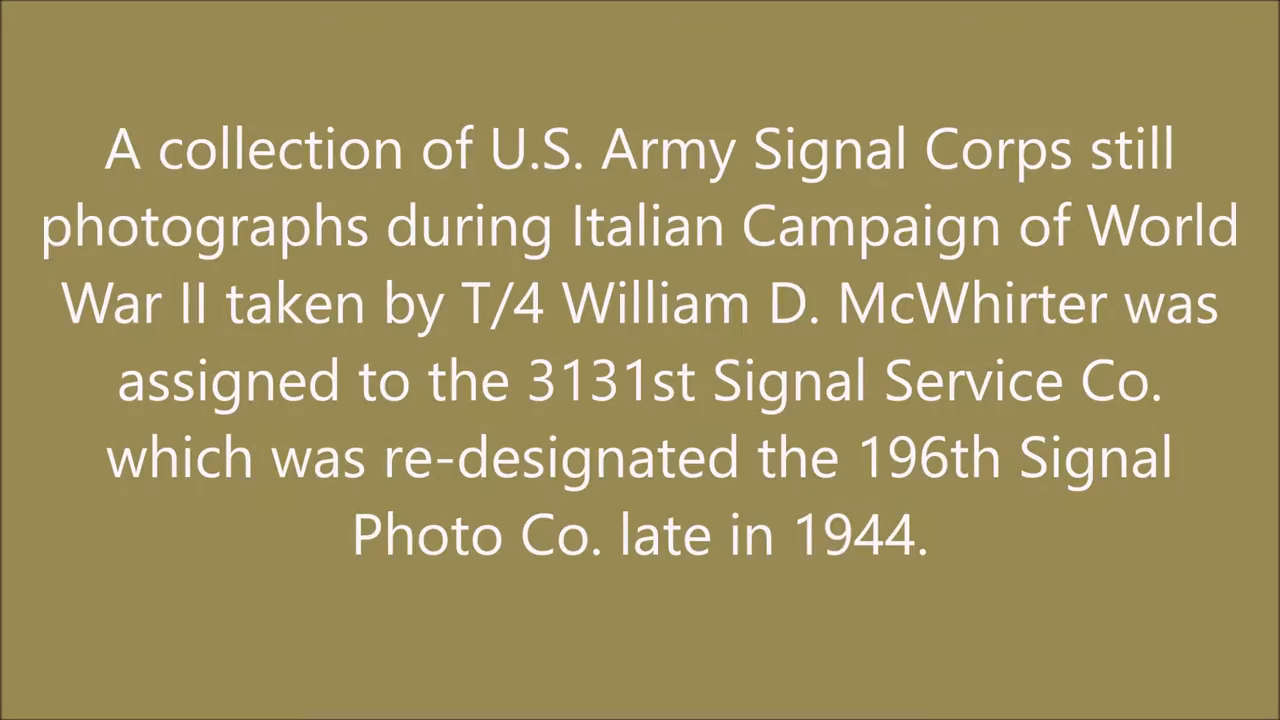 A collection of U.S. Army Signal Corps still
photographs during Italian Campaign of World
War II taken by T/4 William D. McWhirter was
assigned to the 3131st Signal Service Co.
which was re-designated the 196th Signal
Photo Co. late in 1944.